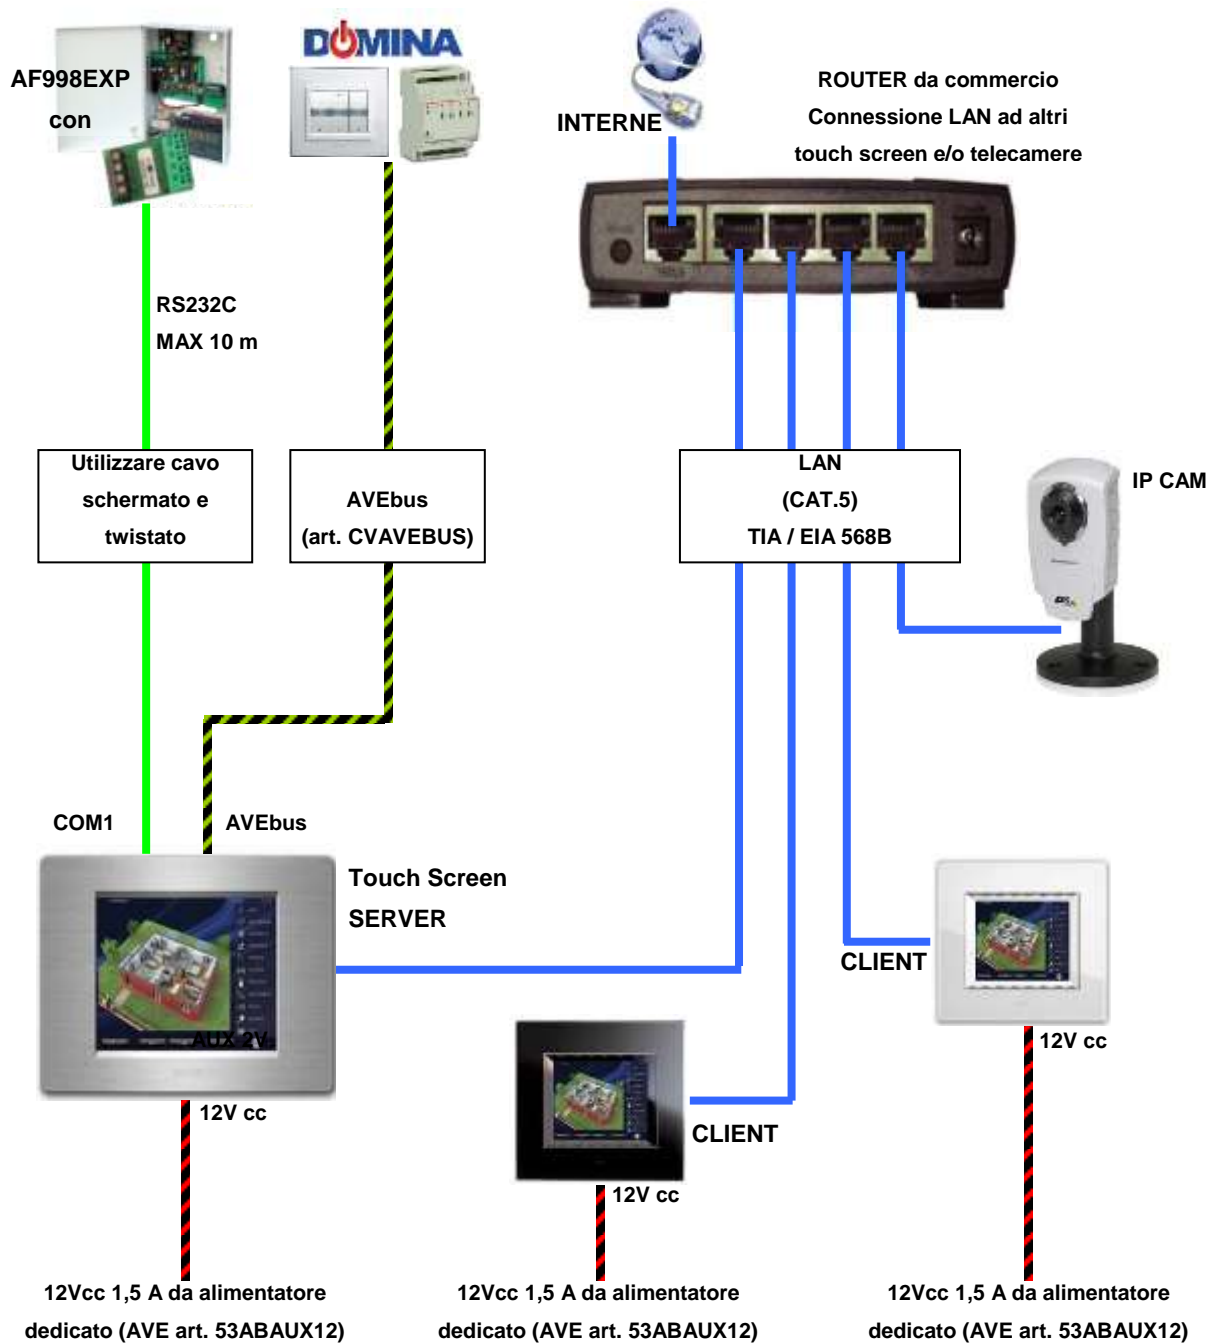 DOMINA
AF998EXP
con
INTERNE
ROUTER da commercio
Connessione LAN ad altri
touch screen e/o telecamere
RS232C
MAX 10 m
Utilizzare cavo
schermato e
twistato
AVEbus
(art. CVAVEBUS)
LAN
(CAT.5)
TIA / EIA 568B
IP CAM
COM1
AVEbus
Touch Screen
SERVER
CLIENT
AUX 2V
12V cc
12V cc
CLIENT
12V cc
12Vcc 1,5 A da alimentatore
dedicato (AVE art. 53ABAUX12)
12Vcc 1,5 A da alimentatore
dedicato (AVE art. 53ABAUX12)
12Vcc 1,5 A da alimentatore
dedicato (AVE art. 53ABAUX12)